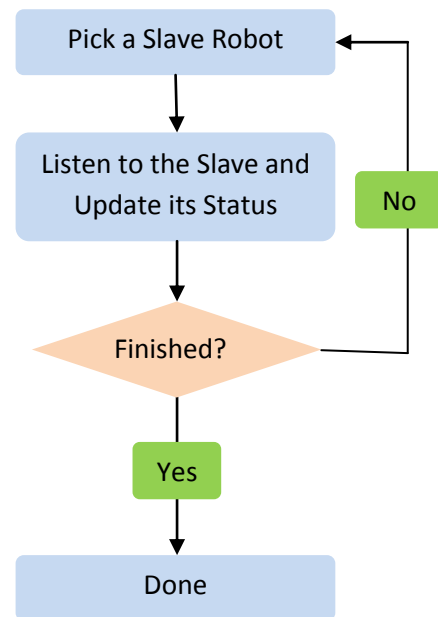 Pick a Slave Robot
Listen to the Slave and
Update its Status
No
Finished?
Yes
Done